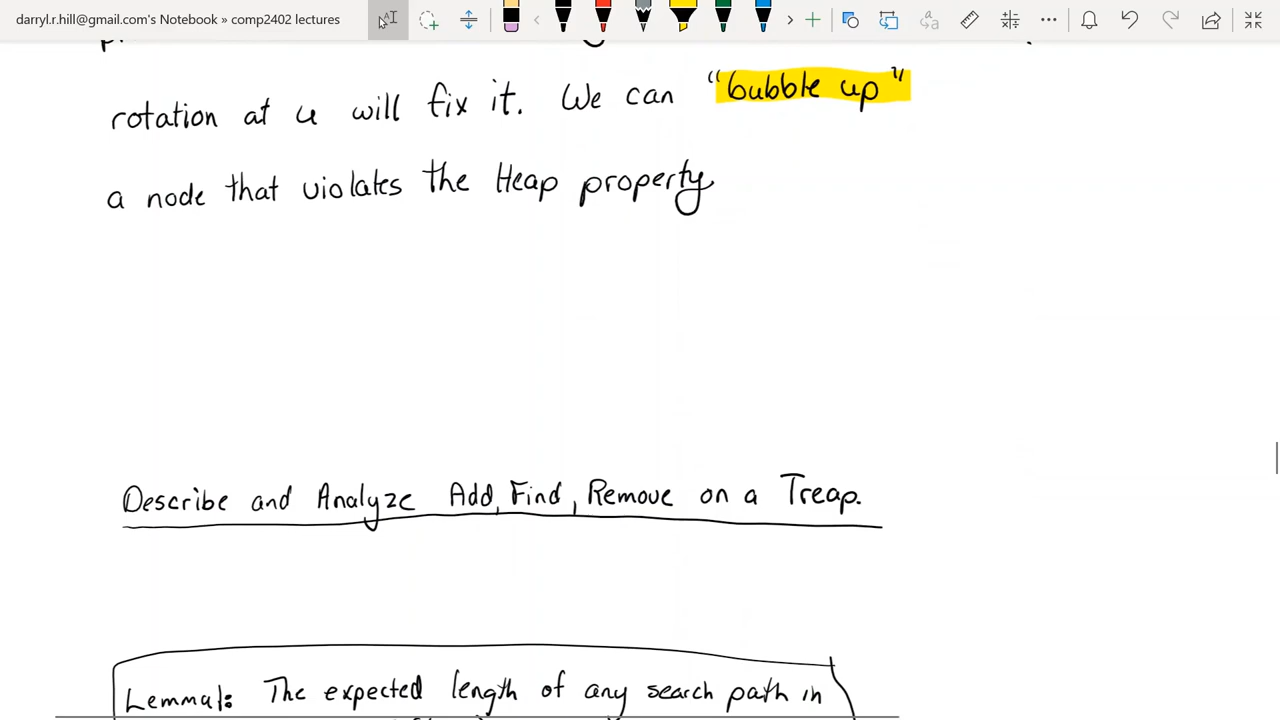 darryl.r.hill@gmail.com's Notebook » comp2402 lectures
rotation at u will fix it. We can "bubble up"
a node that violates the Heap property
Describe and Analyze Add, Find, Remove on a Treap.
Lemma1: The expected length of any search path in